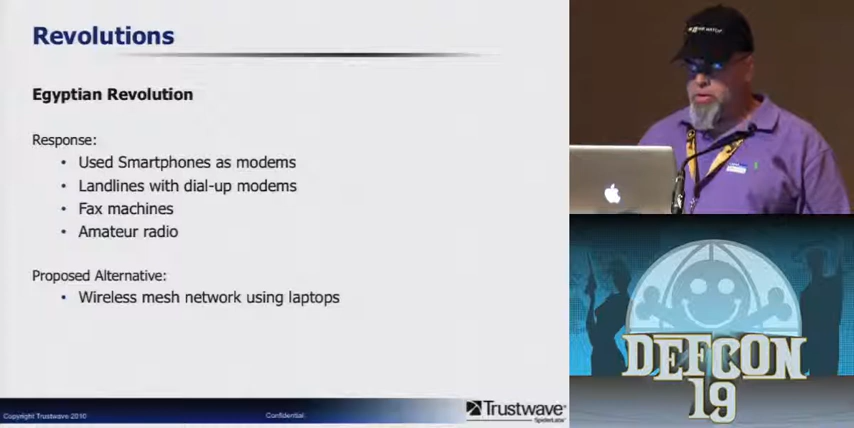 Revolutions
Egyptian Revolution
Response:
• Used Smartphones as modems
• Landlines with dial-up modems
• Fax machines
• Amateur radio
Proposed Alternative:
• Wireless mesh network using laptops
Copyright Trustwave 2010
Confidential
Trustwave®
SpiderLabs®
DEFCON
19